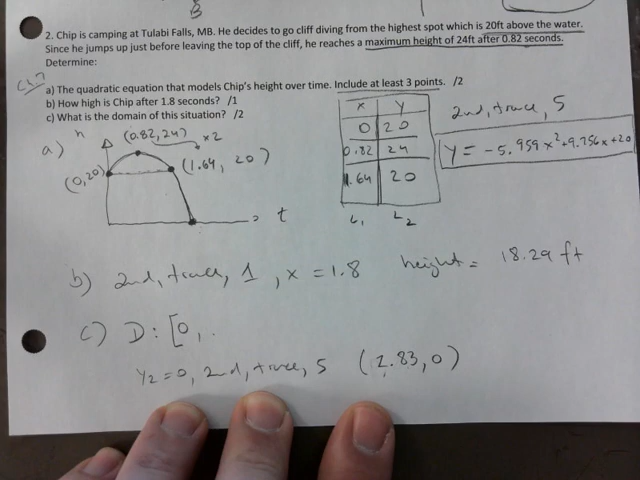 2. Chip is camping at Tulabi Falls, MB. He decides to go cliff diving from the highest spot which is 20ft above the water.
Since he jumps up just before leaving the top of the cliff, he reaches a maximum height of 24ft after 0.82 seconds.
Determine:
a) The quadratic equation that models Chip's height over time. Include at least 3 points. /2
b) How high is Chip after 1.8 seconds? /1
c) What is the domain of this situation? /2
a) h
(0.82,24) x2
(0,20)
(1.64, 20)
t
x y
0 20
0.82 24
1.64 20
L1 L2
2nd, trace, 5
y = -5.959x²+9.756x+20
b) 2nd, trace, 1, x = 1.8 height = 18.29 ft
c) D: [0, .
y2=0, 2nd, trace, 5 (2.83,0)